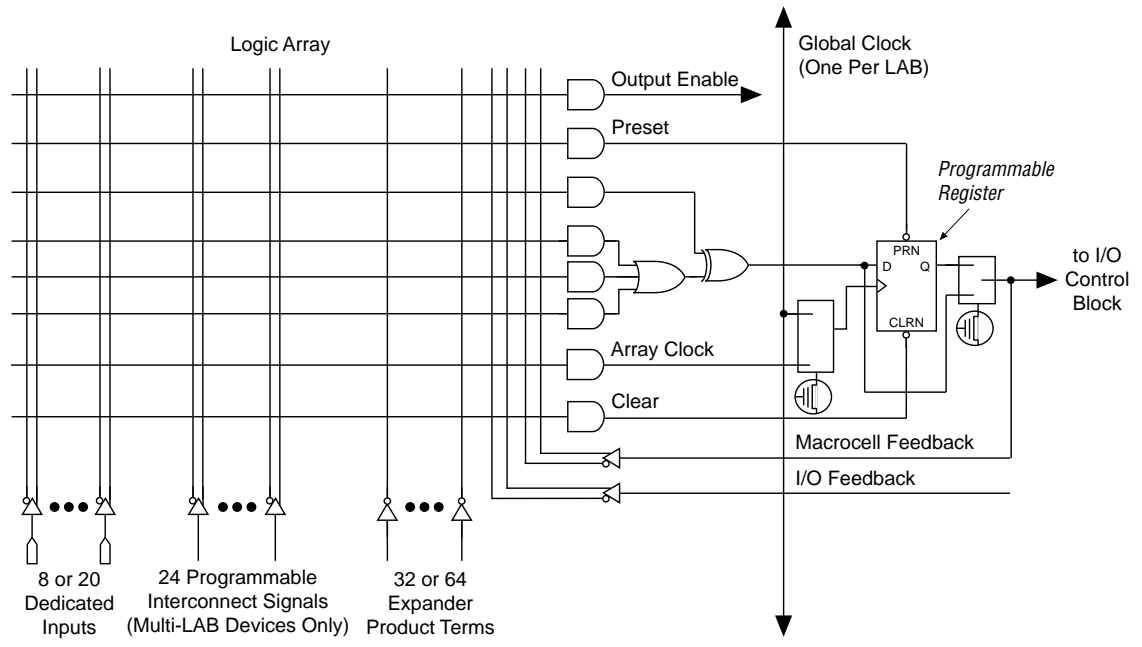 Logic Array
Global Clock
(One Per LAB)
Output Enable
Preset
Programmable
Register
PRN
D
Q
CLRN
to I/O
Control
Block
Array Clock
Clear
Macrocell Feedback
I/O Feedback
8 or 20
Dedicated
Inputs
24 Programmable
Interconnect Signals
(Multi-LAB Devices Only)
32 or 64
Expander
Product Terms